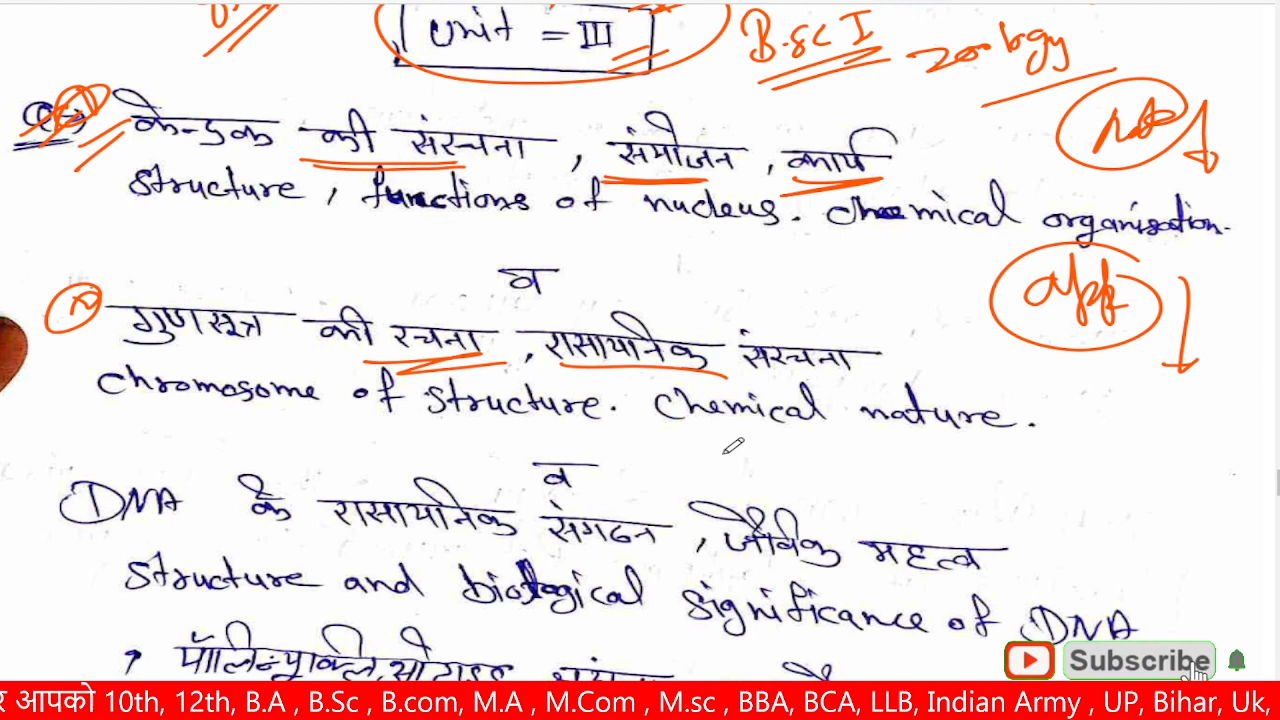 Unit = III
B.Sc I
zoology
केन्द्रक की संरचना, संयोजन, कार्य
structure, functions of nucleus. chemical organisation.
व
गुणसूत्र की रचना, रासायनिक संरचना
chromosome of structure. chemical nature.
व
DNA के रासायनिक संगठन, जैविक महत्व
structure and biological significance of DNA
Subscribe
आपको 10th, 12th, B.A , B.Sc , B.com, M.A , M.Com , M.sc , BBA, BCA, LLB, Indian Army , UP, Bihar, Uk,